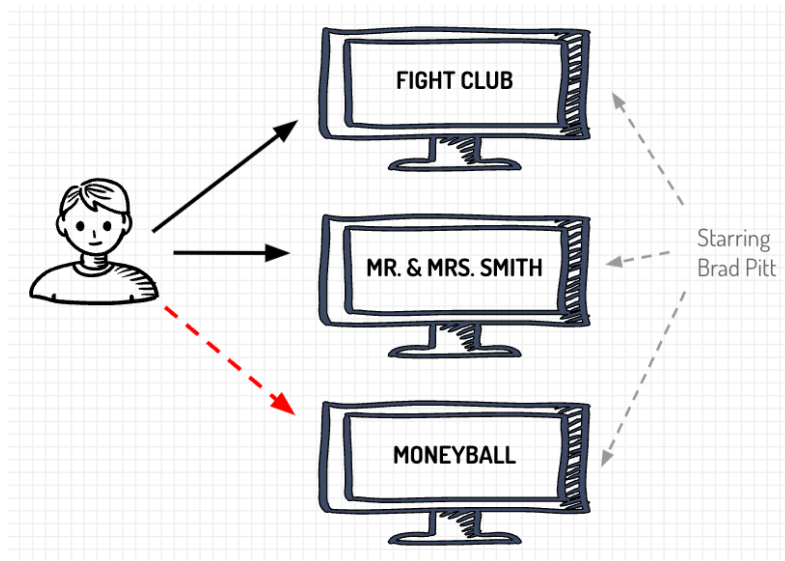 FIGHT CLUB
MR. & MRS. SMITH
Starring
Brad Pitt
MONEYBALL